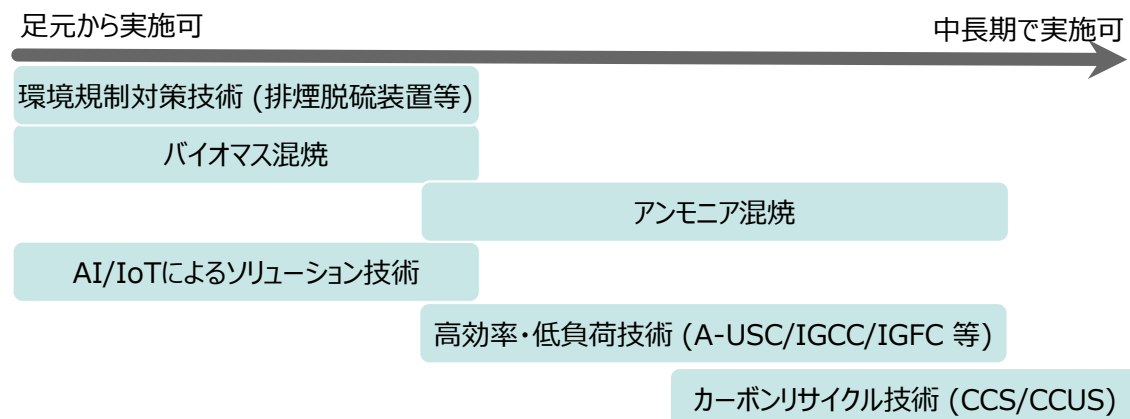 足元から実施可
中長期で実施可
環境規制対策技術 (排煙脱硫装置等)
バイオマス混焼
アンモニア混焼
AI/IoTによるソリューション技術
高効率・低負荷技術 (A-USC/IGCC/IGFC 等)
カーボンリサイクル技術 (CCS/CCUS)